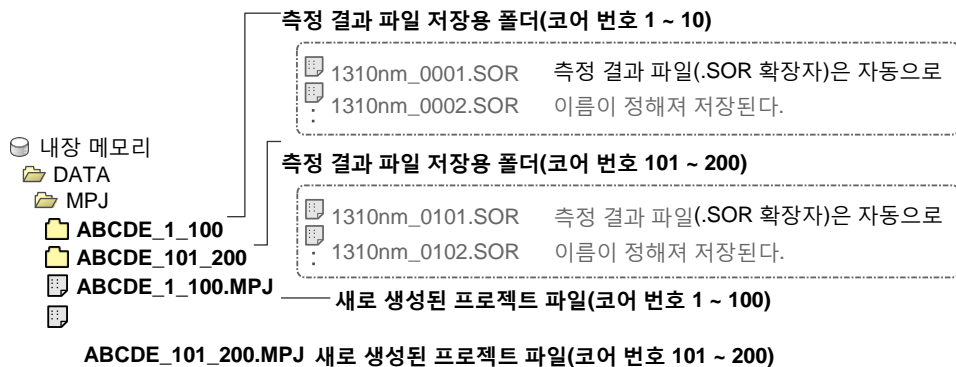 측정 결과 파일 저장용 폴더(코어 번호 1 ~ 10)
1310nm_0001.SOR 측정 결과 파일(.SOR 확장자)은 자동으로
1310nm_0002.SOR 이름이 정해져 저장된다.
:
내장 메모리
DATA
MPJ
ABCDE_1_100
ABCDE_101_200
ABCDE_1_100.MPJ
측정 결과 파일 저장용 폴더(코어 번호 101 ~ 200)
1310nm_0101.SOR 측정 결과 파일(.SOR 확장자)은 자동으로
1310nm_0102.SOR 이름이 정해져 저장된다.
:
새로 생성된 프로젝트 파일(코어 번호 1 ~ 100)
ABCDE_101_200.MPJ 새로 생성된 프로젝트 파일(코어 번호 101 ~ 200)